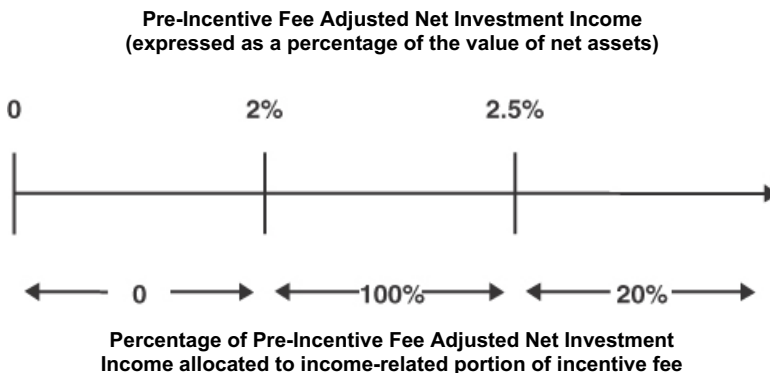 Pre-Incentive Fee Adjusted Net Investment Income
(expressed as a percentage of the value of net assets)
0 2% 2.5%
0 100% 20%
Percentage of Pre-Incentive Fee Adjusted Net Investment
Income allocated to income-related portion of incentive fee